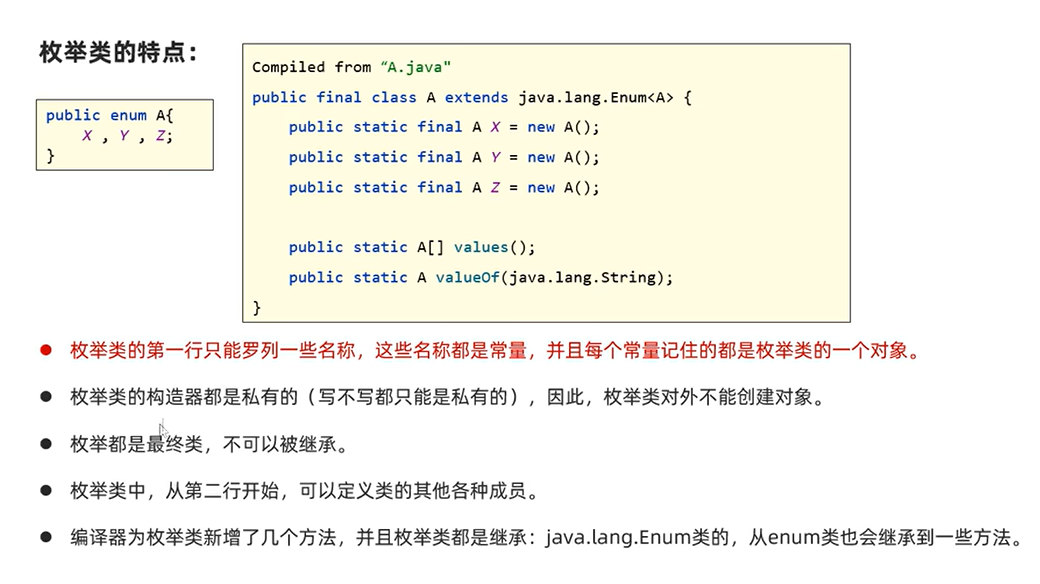 枚举类的特点：
public enum A{
X , Y , Z;
}
Compiled from “A.java"
public final class A extends java.lang.Enum<A> {
public static final A X = new A();
public static final A Y = new A();
public static final A Z = new A();
public static A[] values();
public static A valueOf(java.lang.String);
}
● 枚举类的第一行只能罗列一些名称，这些名称都是常量，并且每个常量记住的都是枚举类的一个对象。
● 枚举类的构造器都是私有的（写不写都只能是私有的），因此，枚举类对外不能创建对象。
● 枚举都是最终类，不可以被继承。
● 枚举类中，从第二行开始，可以定义类的其他各种成员。
● 编译器为枚举类新增了几个方法，并且枚举类都是继承：java.lang.Enum类的，从enum类也会继承到一些方法。